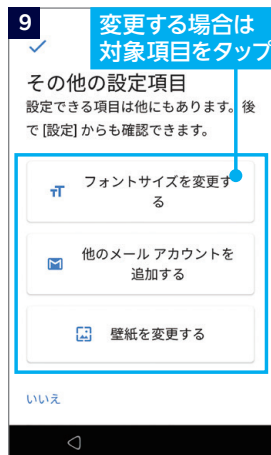 9
変更する場合は
対象項目をタップ
その他の設定項目
設定できる項目は他にもあります。後
で [設定] からも確認できます。
フォントサイズを変更す
る
他のメール アカウントを
追加する
壁紙を変更する
いいえ